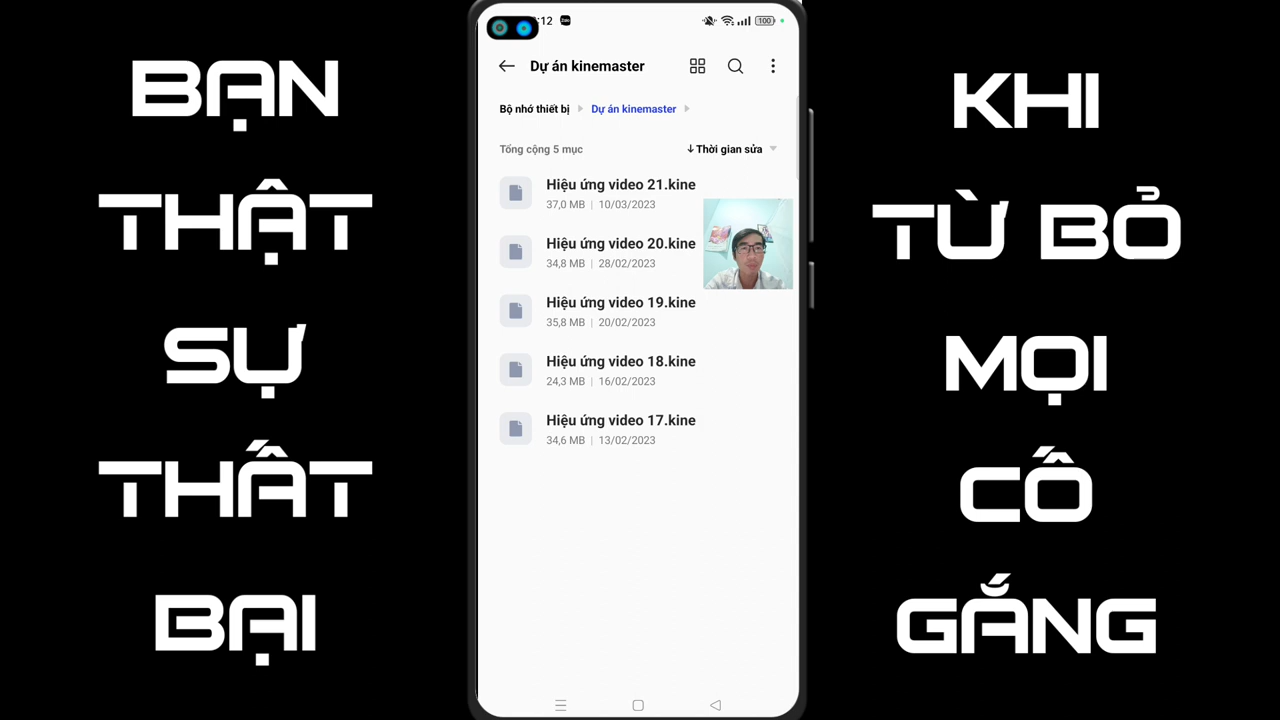 BẠN
THẬT
SỰ
THẤT
BẠI
:12
100
Dự án kinemaster
Bộ nhớ thiết bị
Dự án kinemaster
Tổng cộng 5 mục
Thời gian sửa
Hiệu ứng video 21.kine
37,0 MB | 10/03/2023
Hiệu ứng video 20.kine
34,8 MB | 28/02/2023
Hiệu ứng video 19.kine
35,8 MB | 20/02/2023
Hiệu ứng video 18.kine
24,3 MB | 16/02/2023
Hiệu ứng video 17.kine
34,6 MB | 13/02/2023
KHI
TỪ BỎ
MỌI
CỐ
GẮNG